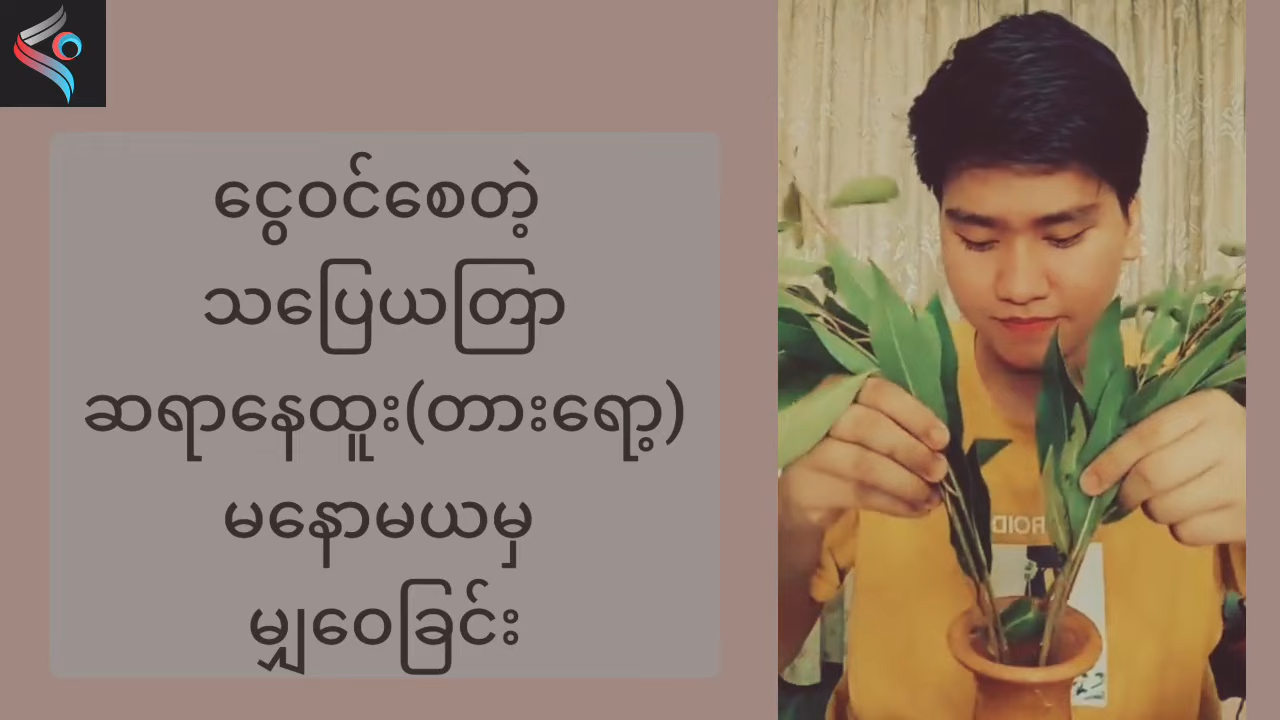 ငွေဝင်စေတဲ့
သပြေယတြာ
ဆရာနေထူး(တားရော့)
မနောမယမှ
မျှဝေခြင်း